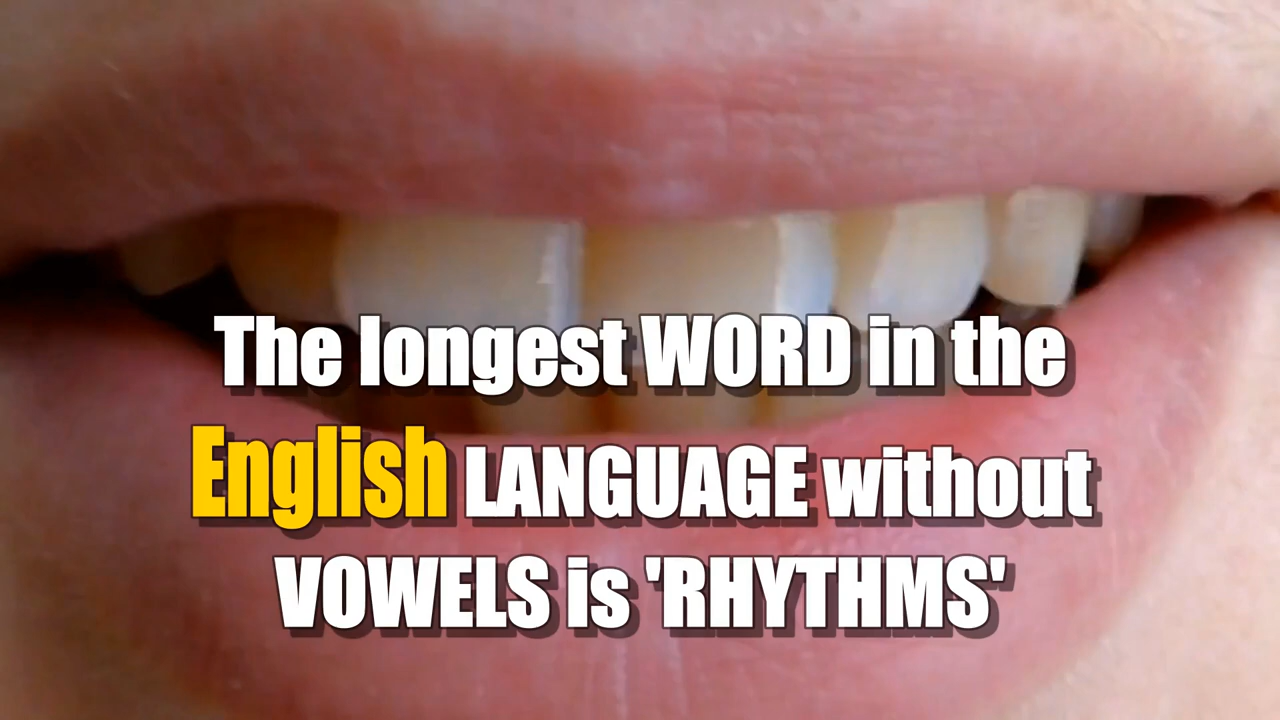 The longest WORD in the
English LANGUAGE without
VOWELS is 'RHYTHMS'